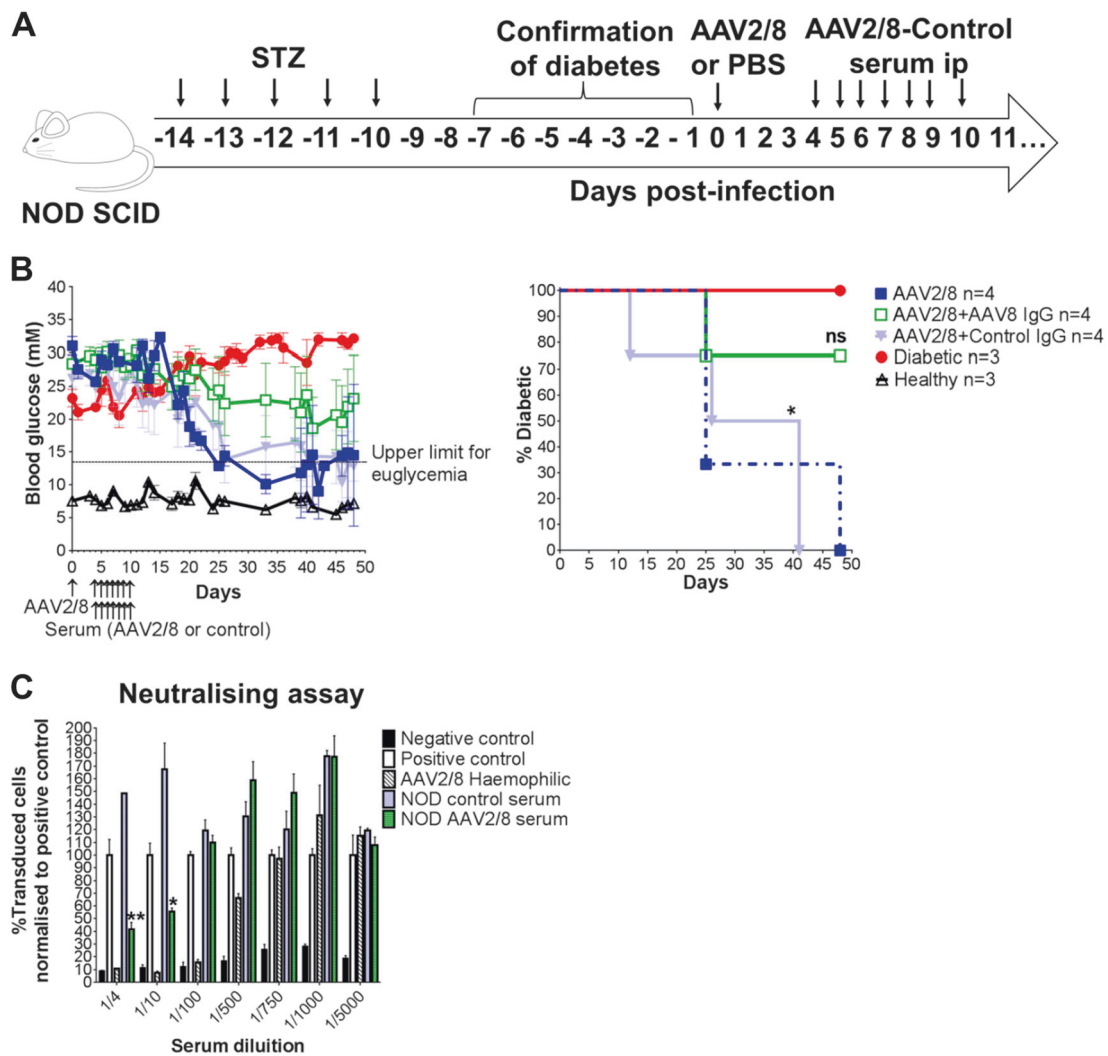 A
STZ
Confirmation
of diabetes
AAV2/8
or PBS
AAV2/8-Control
serum ip
-14 -13 -12 -11 -10 -9 -8 -7 -6 -5 -4 -3 -2 -1 0 1 2 3 4 5 6 7 8 9 10 11...
Days post-infection
NOD SCID
B
Blood glucose (mM)
40
35
30
25
20
15
10
5
0
0 5 10 15 20 25 30 35 40 45 50
Days
Upper limit for
euglycemia
AAV2/8
Serum (AAV2/8 or control)
% Diabetic
100
90
80
70
60
50
40
30
20
10
0
0 5 10 15 20 25 30 35 40 45 50
Days
ns
*
AAV2/8 n=4
AAV2/8+AAV8 IgG n=4
AAV2/8+Control IgG n=4
Diabetic n=3
Healthy n=3
C
Neutralising assay
%Transduced cells
normalised to positive control
200
190
180
170
160
150
140
130
120
110
100
90
80
70
60
50
40
30
20
10
0
**
*
1/4 1/10 1/100 1/500 1/750 1/1000 1/5000
Serum diluition
Negative control
Positive control
AAV2/8 Haemophilic
NOD control serum
NOD AAV2/8 serum